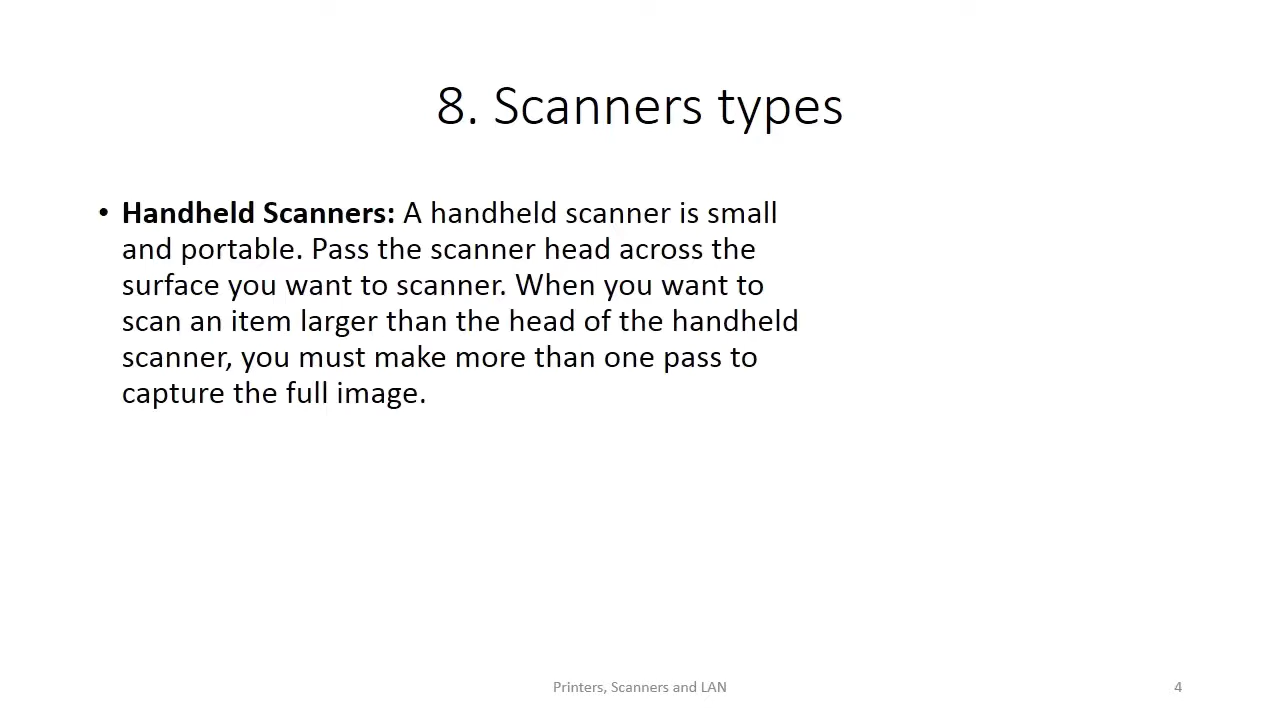 8. Scanners types
• Handheld Scanners: A handheld scanner is small
and portable. Pass the scanner head across the
surface you want to scanner. When you want to
scan an item larger than the head of the handheld
scanner, you must make more than one pass to
capture the full image.
Printers, Scanners and LAN
4